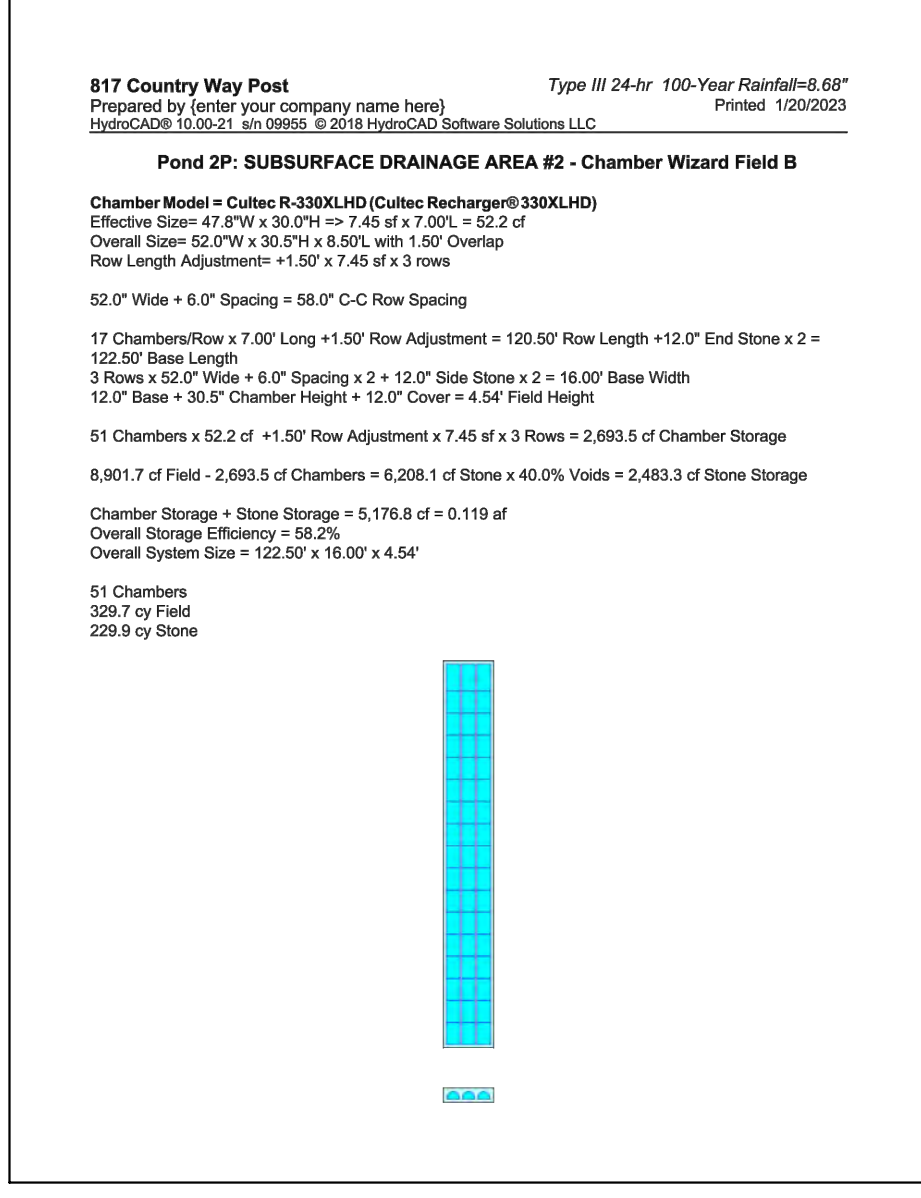 817 Country Way Post
Type III 24-hr 100-Year Rainfall=8.68"
Prepared by {enter your company name here}
Printed 1/20/2023
HydroCAD® 10.00-21 s/n 09955 © 2018 HydroCAD Software Solutions LLC
Pond 2P: SUBSURFACE DRAINAGE AREA #2 - Chamber Wizard Field B
Chamber Model = Cultec R-330XLHD (Cultec Recharger® 330XLHD)
Effective Size= 47.8"W x 30.0"H => 7.45 sf x 7.00'L = 52.2 cf
Overall Size= 52.0"W x 30.5"H x 8.50'L with 1.50' Overlap
Row Length Adjustment= +1.50' x 7.45 sf x 3 rows
52.0" Wide + 6.0" Spacing = 58.0" C-C Row Spacing
17 Chambers/Row x 7.00' Long +1.50' Row Adjustment = 120.50' Row Length +12.0" End Stone x 2 =
122.50' Base Length
3 Rows x 52.0" Wide + 6.0" Spacing x 2 + 12.0" Side Stone x 2 = 16.00' Base Width
12.0" Base + 30.5" Chamber Height + 12.0" Cover = 4.54' Field Height
51 Chambers x 52.2 cf +1.50' Row Adjustment x 7.45 sf x 3 Rows = 2,693.5 cf Chamber Storage
8,901.7 cf Field - 2,693.5 cf Chambers = 6,208.1 cf Stone x 40.0% Voids = 2,483.3 cf Stone Storage
Chamber Storage + Stone Storage = 5,176.8 cf = 0.119 af
Overall Storage Efficiency = 58.2%
Overall System Size = 122.50' x 16.00' x 4.54'
51 Chambers
329.7 cy Field
229.9 cy Stone